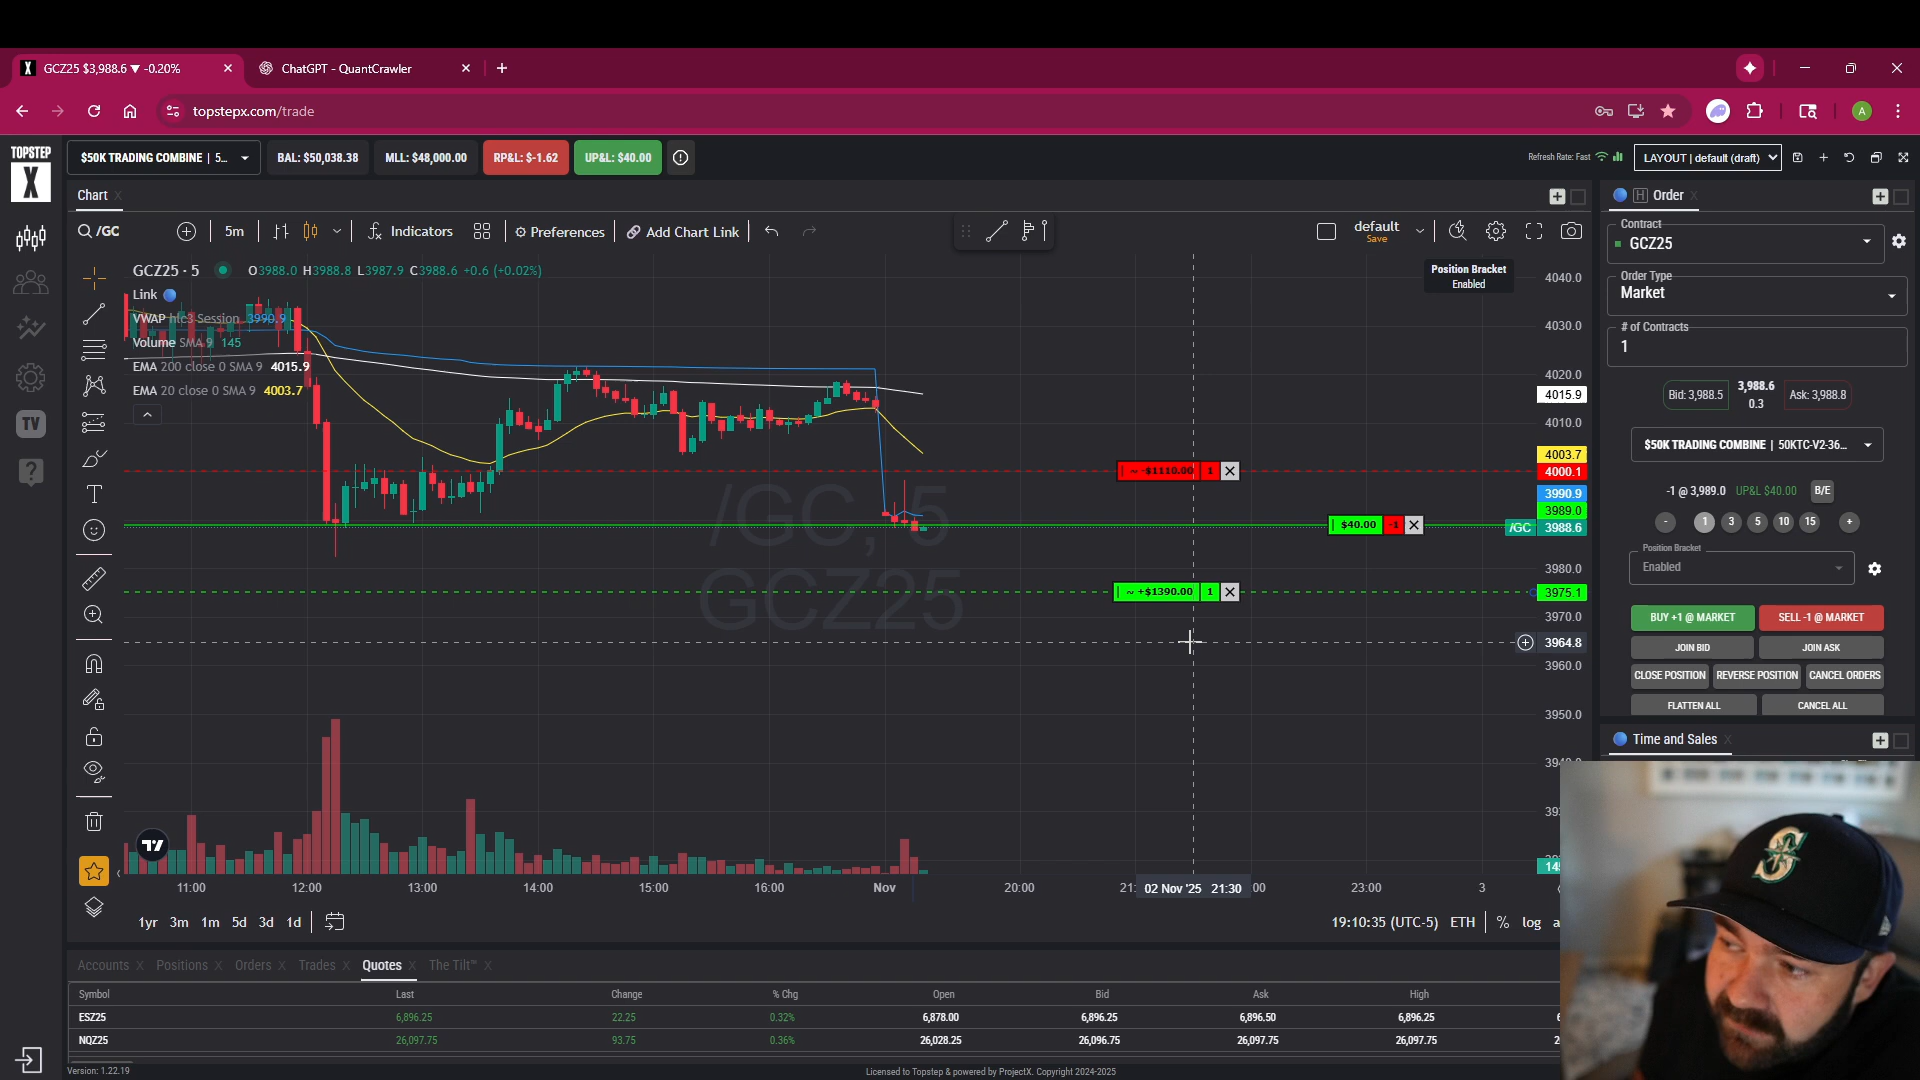 GCZ25 $3,988.6 ▼ -0.20%
ChatGPT - QuantCrawler
topstepx.com/trade
A
TOPSTEP
X
$50K TRADING COMBINE | 5...
BAL: $50,038.38
MLL: $48,000.00
RP&L: $-1.62
UP&L: $40.00
Refresh Rate: Fast
LAYOUT | default (draft)
Chart
/GC
5m
Indicators
Preferences
Add Chart Link
default
Save
GCZ25 · 5
O3988.0 H3988.8 L3987.9 C3988.6 +0.6 (+0.02%)
Link
VWAP hlc3 Session 3990.9
Volume SMA 9 145
EMA 200 close 0 SMA 9 4015.9
EMA 20 close 0 SMA 9 4003.7
Position Bracket
Enabled
/GC, 5
GCZ25
~ -$1110.00 1
$40.00 -1
~ +$1390.00 1
4040.0
4030.0
4020.0
4015.9
4010.0
4003.7
4000.1
3990.9
3989.0
/GC 3988.6
3980.0
3975.1
3970.0
3964.8
3960.0
3950.0
11:00
12:00
13:00
14:00
15:00
16:00
Nov
20:00
02 Nov '25 21:30
23:00
3
1yr 3m 1m 5d 3d 1d
19:10:35 (UTC-5) ETH % log
TV
Order
Contract
GCZ25
Order Type
Market
# of Contracts
1
Bid: 3,988.5
3,988.6
0.3
Ask: 3,988.8
$50K TRADING COMBINE | 50KTC-V2-36...
-1 @ 3,989.0 UP&L $40.00 B/E
- 1 3 5 10 15 +
Position Bracket
Enabled
BUY +1 @ MARKET
SELL -1 @ MARKET
JOIN BID
JOIN ASK
CLOSE POSITION
REVERSE POSITION
CANCEL ORDERS
FLATTEN ALL
CANCEL ALL
Time and Sales
Accounts Positions Orders Trades Quotes The Tilt™
Symbol Last Change % Chg Open Bid Ask High
ESZ25 6,896.25 22.25 0.32% 6,878.00 6,896.25 6,896.50 6,896.25
NQZ25 26,097.75 93.75 0.36% 26,028.25 26,096.75 26,097.75 26,097.75
Version: 1.22.19
Licensed to Topstep & powered by ProjectX. Copyright 2024-2025